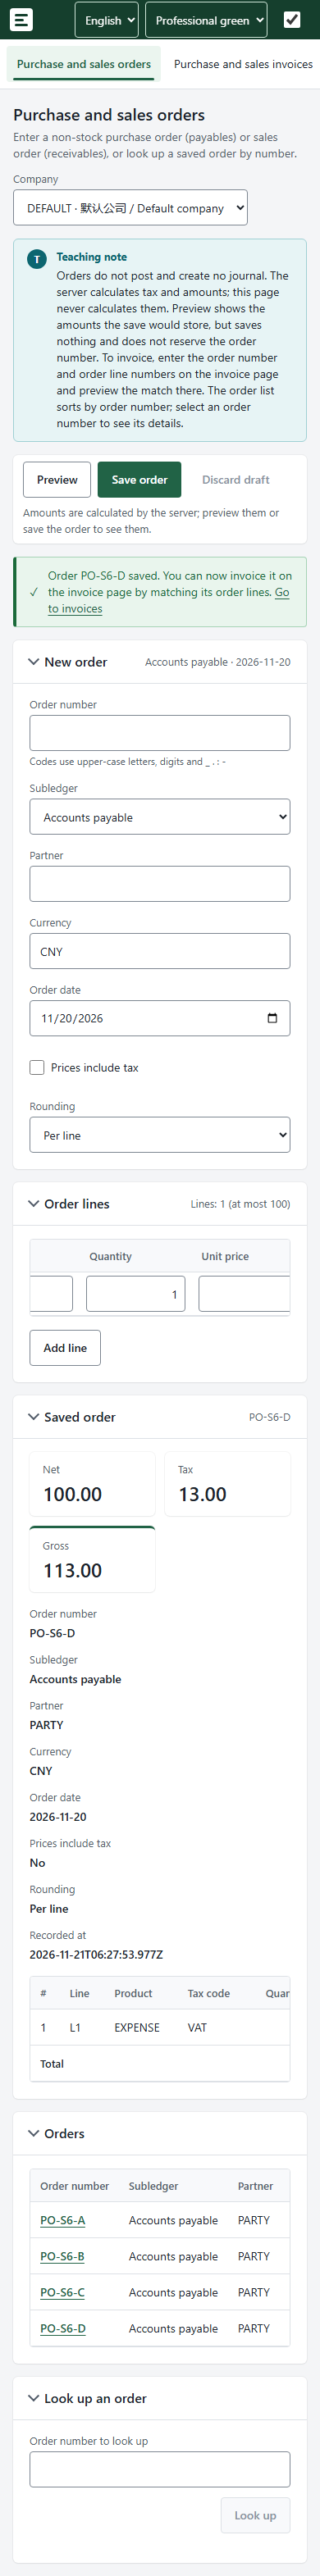 English
Professional green
Purchase and sales orders
Purchase and sales invoices
Purchase and sales orders
Enter a non-stock purchase order (payables) or sales
order (receivables), or look up a saved order by number.
Company
DEFAULT · 默认公司 / Default company
T
Teaching note
Orders do not post and create no journal. The
server calculates tax and amounts; this page
never calculates them. Preview shows the
amounts the save would store, but saves
nothing and does not reserve the order
number. To invoice, enter the order number
and order line numbers on the invoice page
and preview the match there. The order list
sorts by order number; select an order
number to see its details.
Preview
Save order
Discard draft
Amounts are calculated by the server; preview them or
save the order to see them.
Order PO-S6-D saved. You can now invoice it on
the invoice page by matching its order lines. Go
to invoices
New order
Accounts payable · 2026-11-20
Order number
Codes use upper-case letters, digits and _ . : -
Subledger
Accounts payable
Partner
Currency
CNY
Order date
11/20/2026
Prices include tax
Rounding
Per line
Order lines
Lines: 1 (at most 100)
Quantity
Unit price
1
Add line
Saved order
PO-S6-D
Net
100.00
Tax
13.00
Gross
113.00
Order number
PO-S6-D
Subledger
Accounts payable
Partner
PARTY
Currency
CNY
Order date
2026-11-20
Prices include tax
No
Rounding
Per line
Recorded at
2026-11-21T06:27:53.977Z
# Line Product Tax code
1 L1 EXPENSE VAT
Total
Orders
Order number Subledger Partner
PO-S6-A Accounts payable PARTY
PO-S6-B Accounts payable PARTY
PO-S6-C Accounts payable PARTY
PO-S6-D Accounts payable PARTY
Look up an order
Order number to look up
Look up